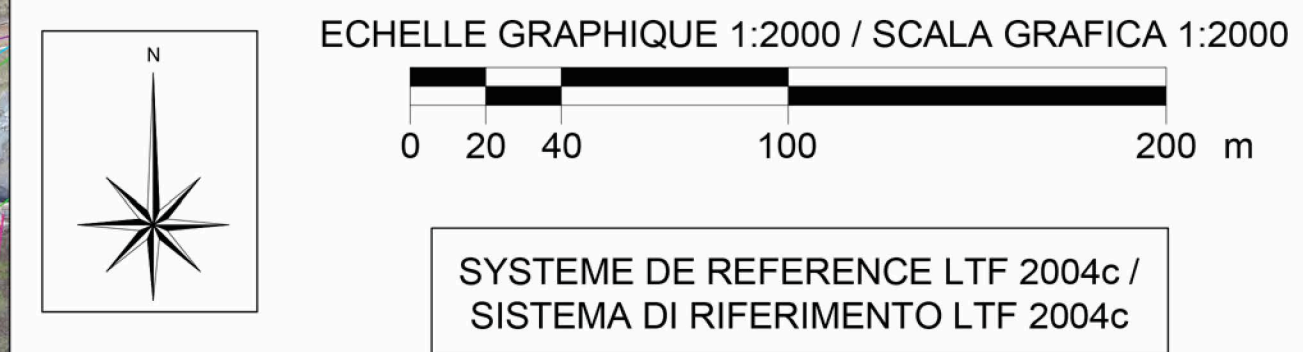 N
ECHELLE GRAPHIQUE 1:2000 / SCALA GRAFICA 1:2000
0 20 40 100 200 m
SYSTEME DE REFERENCE LTF 2004c /
SISTEMA DI RIFERIMENTO LTF 2004c